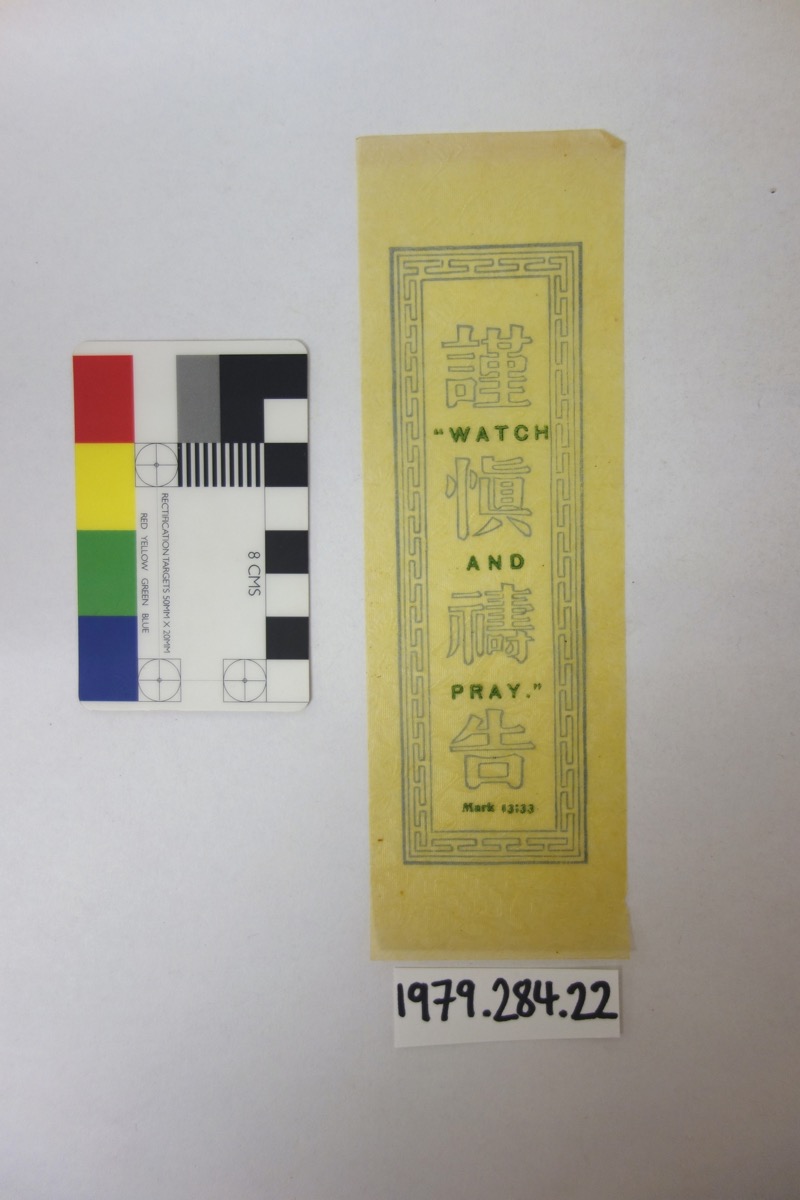 謹
“WATCH
慎
AND
禱
PRAY.”
告
Mark 13:33
1979.284.22
8 CMS
RECTIFICATION TARGETS 50MM X 20MM
RED YELLOW GREEN BLUE